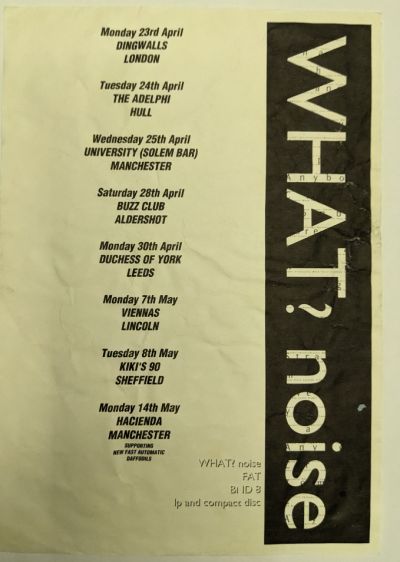 Monday 23rd April
DINGWALLS
LONDON
Tuesday 24th April
THE ADELPHI
HULL
Wednesday 25th April
UNIVERSITY (SOLEM BAR)
MANCHESTER
Saturday 28th April
BUZZ CLUB
ALDERSHOT
Monday 30th April
DUCHESS OF YORK
LEEDS
Monday 7th May
VIENNAS
LINCOLN
Tuesday 8th May
KIKI'S 90
SHEFFIELD
Monday 14th May
HACIENDA
MANCHESTER
SUPPORTING
NEW FAST AUTOMATIC
DAFFODILS
WHAT? noise
FAT
BIND 8
lp and compact disc
WHAT? noise